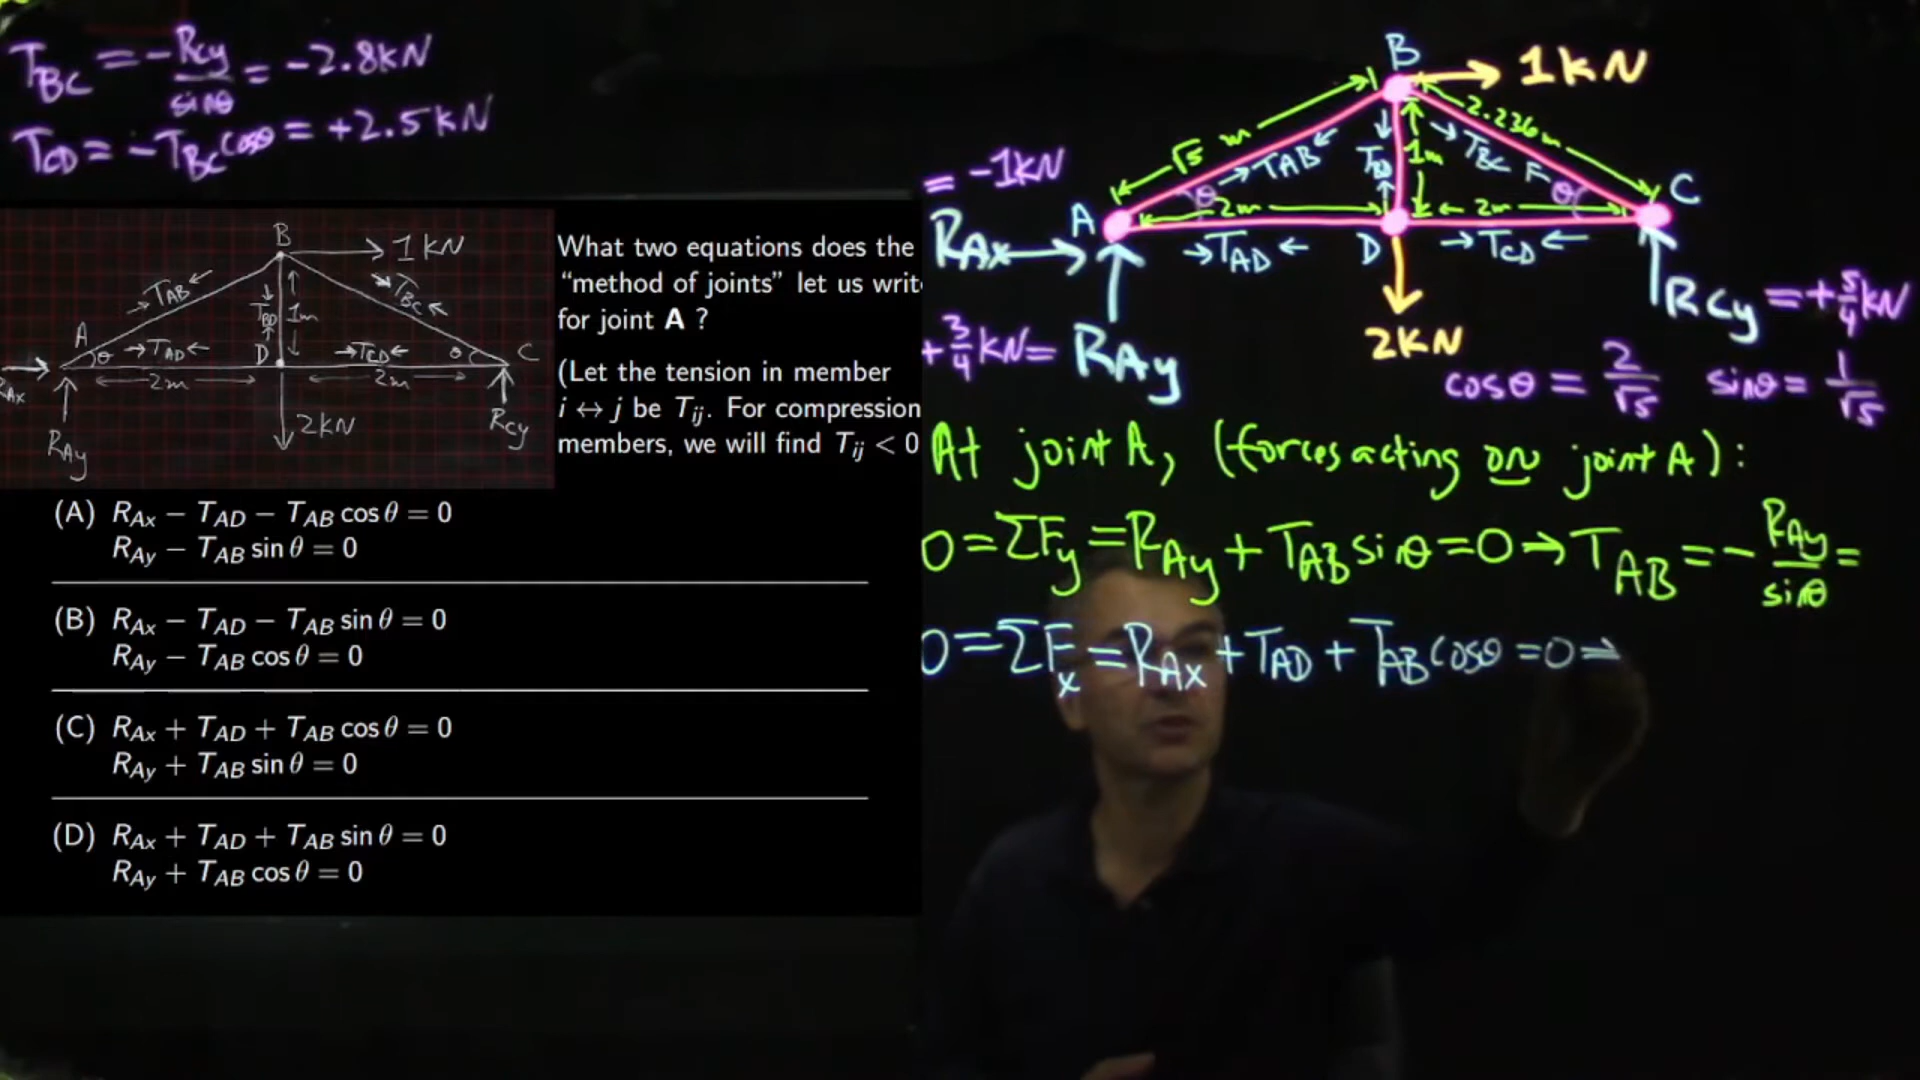 T_BC = -R_Cy/sinθ = -2.8kN
T_CD = -T_BC cosθ = +2.5kN
B
1kN
T_AB
T_BD
1m
T_BC
A
θ
T_AD
D
T_CD
θ
C
2m
2m
R_Ax
R_Ay
2kN
R_Cy
What two equations does the
“method of joints” let us writ
for joint A ?
(Let the tension in member
i ↔ j be T_ij. For compression
members, we will find T_ij < 0
(A) R_Ax − T_AD − T_AB cos θ = 0
R_Ay − T_AB sin θ = 0
(B) R_Ax − T_AD − T_AB sin θ = 0
R_Ay − T_AB cos θ = 0
(C) R_Ax + T_AD + T_AB cos θ = 0
R_Ay + T_AB sin θ = 0
(D) R_Ax + T_AD + T_AB sin θ = 0
R_Ay + T_AB cos θ = 0
B
1kN
√5 m
2.236m
T_AB
T_BD
1m
T_BC
= -1kN
R_Ax
A
θ
2m
2m
θ
C
T_AD
D
T_CD
+3/4 kN = R_Ay
2kN
R_Cy = +5/4 kN
cosθ = 2/√5 sinθ = 1/√5
At joint A, (forces acting on joint A):
0 = ΣF_y = R_Ay + T_AB sinθ = 0 ⇒ T_AB = -R_Ay/sinθ =
0 = ΣF_x = R_Ax + T_AD + T_AB cosθ = 0 ⇒